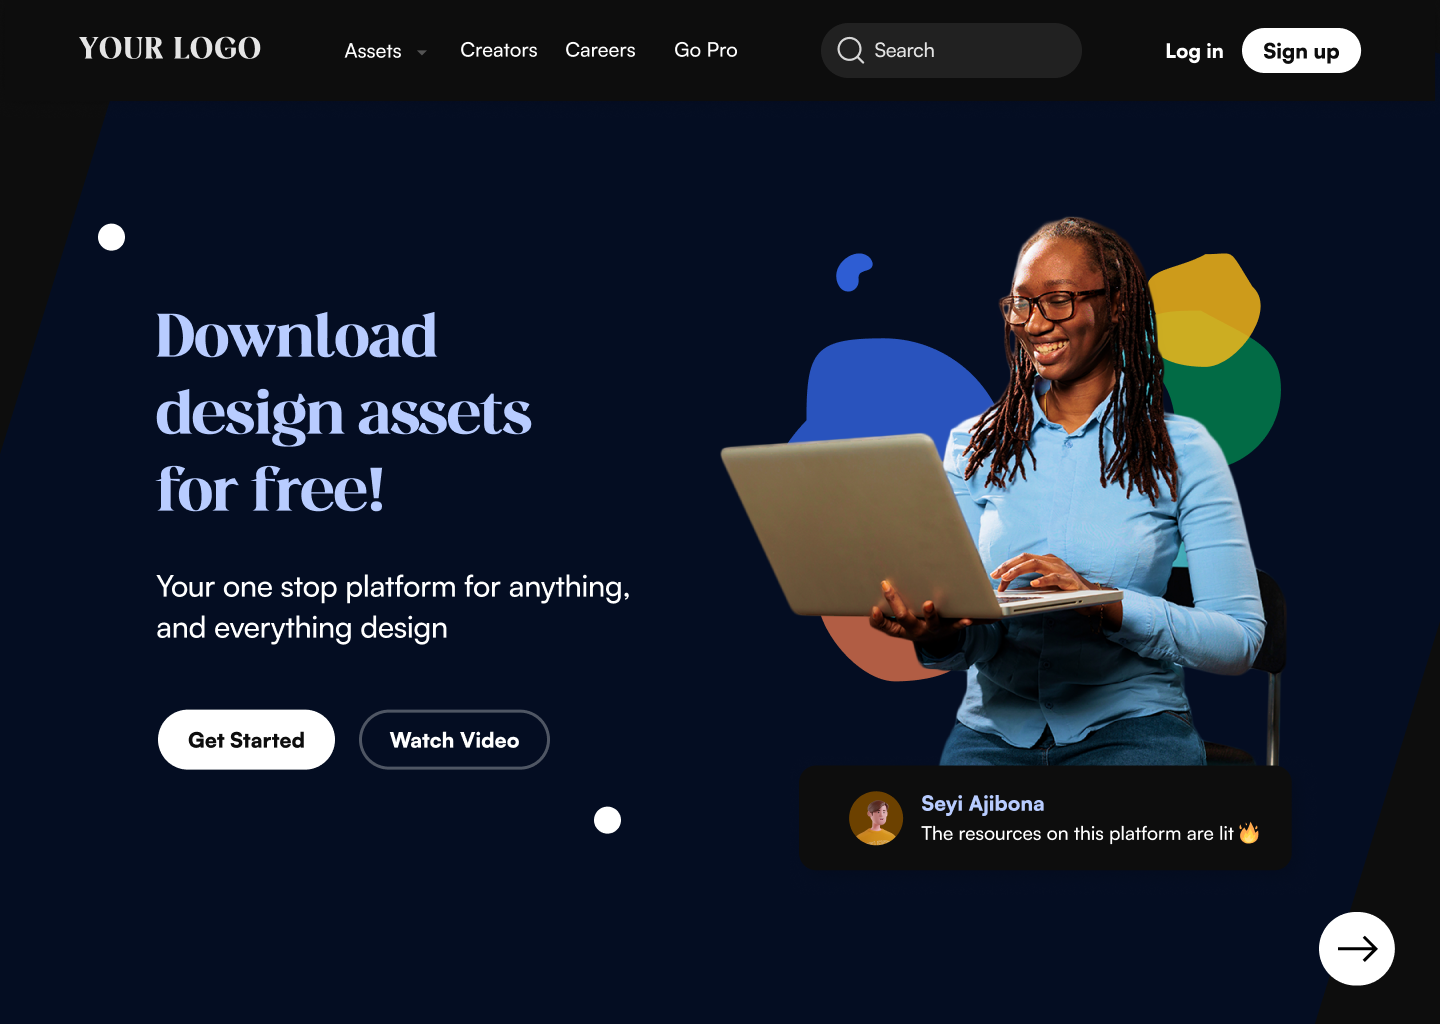 YOUR LOGO
Assets
Creators
Careers
Go Pro
Search
Log in
Sign up
Download
design assets
for free!
Your one stop platform for anything,
and everything design
Get Started
Watch Video
Seyi Ajibona
The resources on this platform are lit 🔥